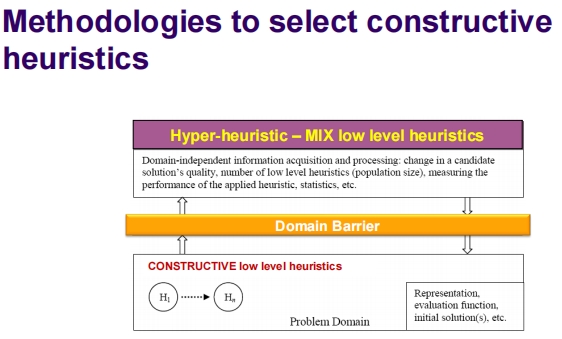 Methodologies to select constructive
heuristics
Hyper-heuristic – MIX low level heuristics
Domain-independent information acquisition and processing: change in a candidate
solution's quality, number of low level heuristics (population size), measuring the
performance of the applied heuristic, statistics, etc.
Domain Barrier
CONSTRUCTIVE low level heuristics
H1
Hn
Representation,
evaluation function,
initial solution(s), etc.
Problem Domain